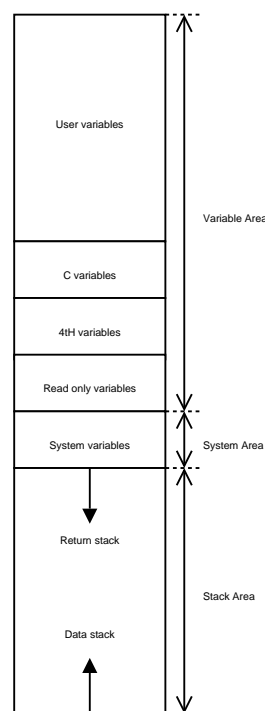 User variables
Variable Area
C variables
4tH variables
Read only variables
System variables
System Area
Return stack
Stack Area
Data stack